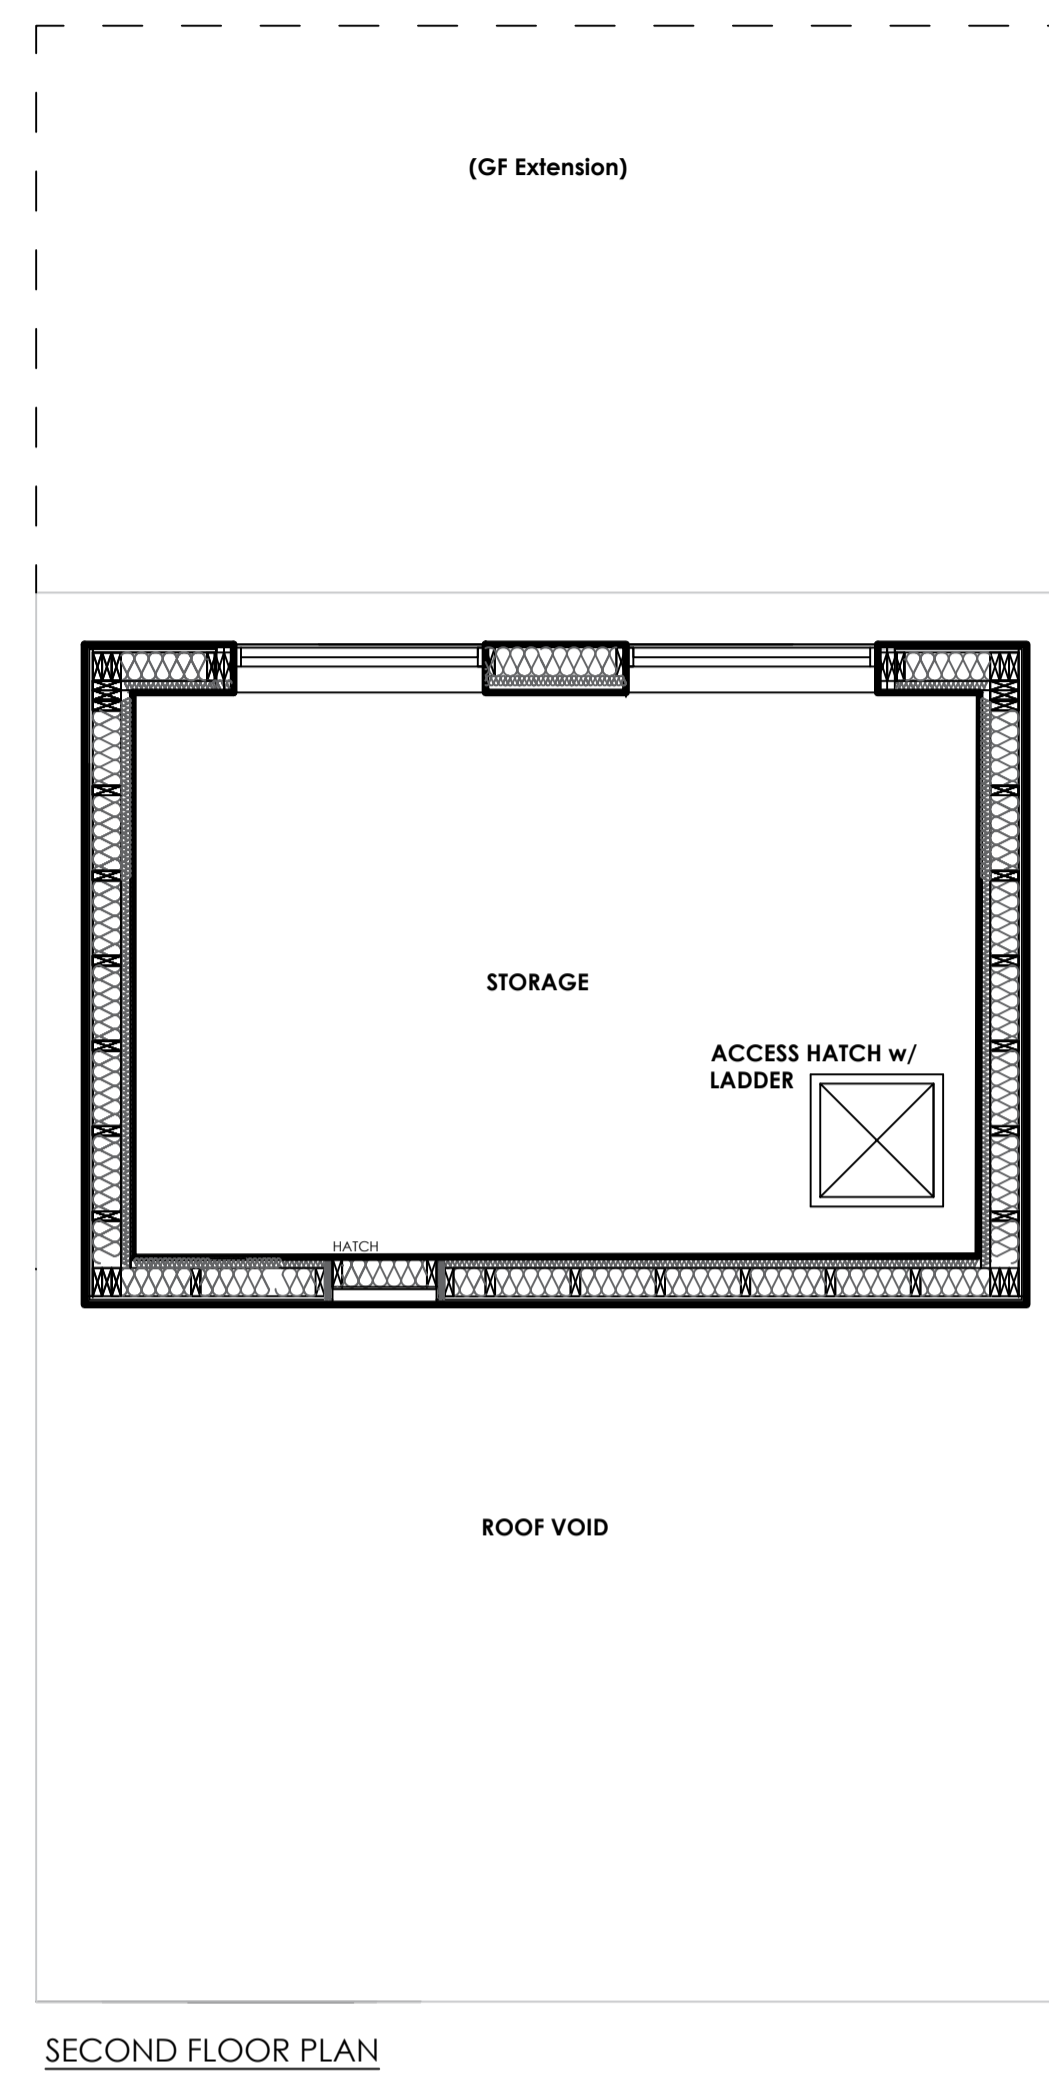 (GF Extension)
STORAGE
ACCESS HATCH w/
LADDER
HATCH
ROOF VOID
SECOND FLOOR PLAN